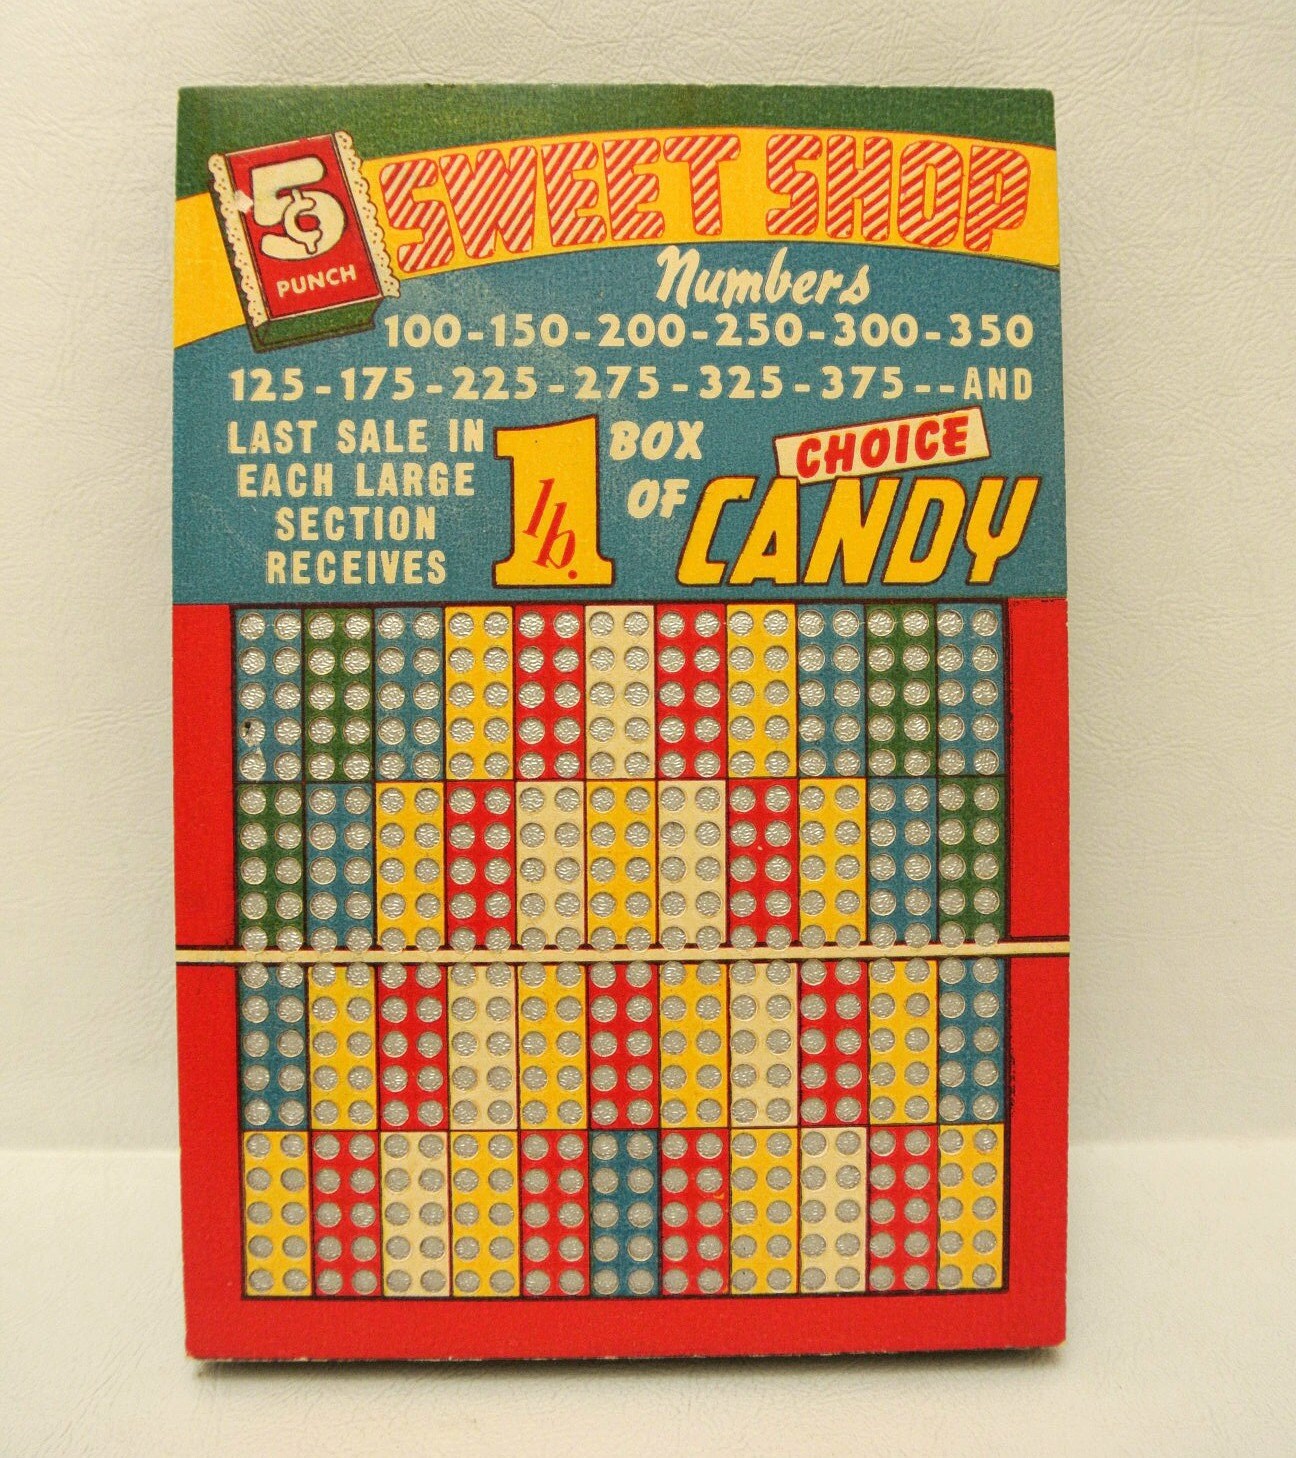 5¢
PUNCH
SWEET SHOP
Numbers
100-150-200-250-300-350
125-175-225-275-325-375--AND
LAST SALE IN
EACH LARGE
SECTION
RECEIVES
1 lb.
BOX
OF
CHOICE
CANDY